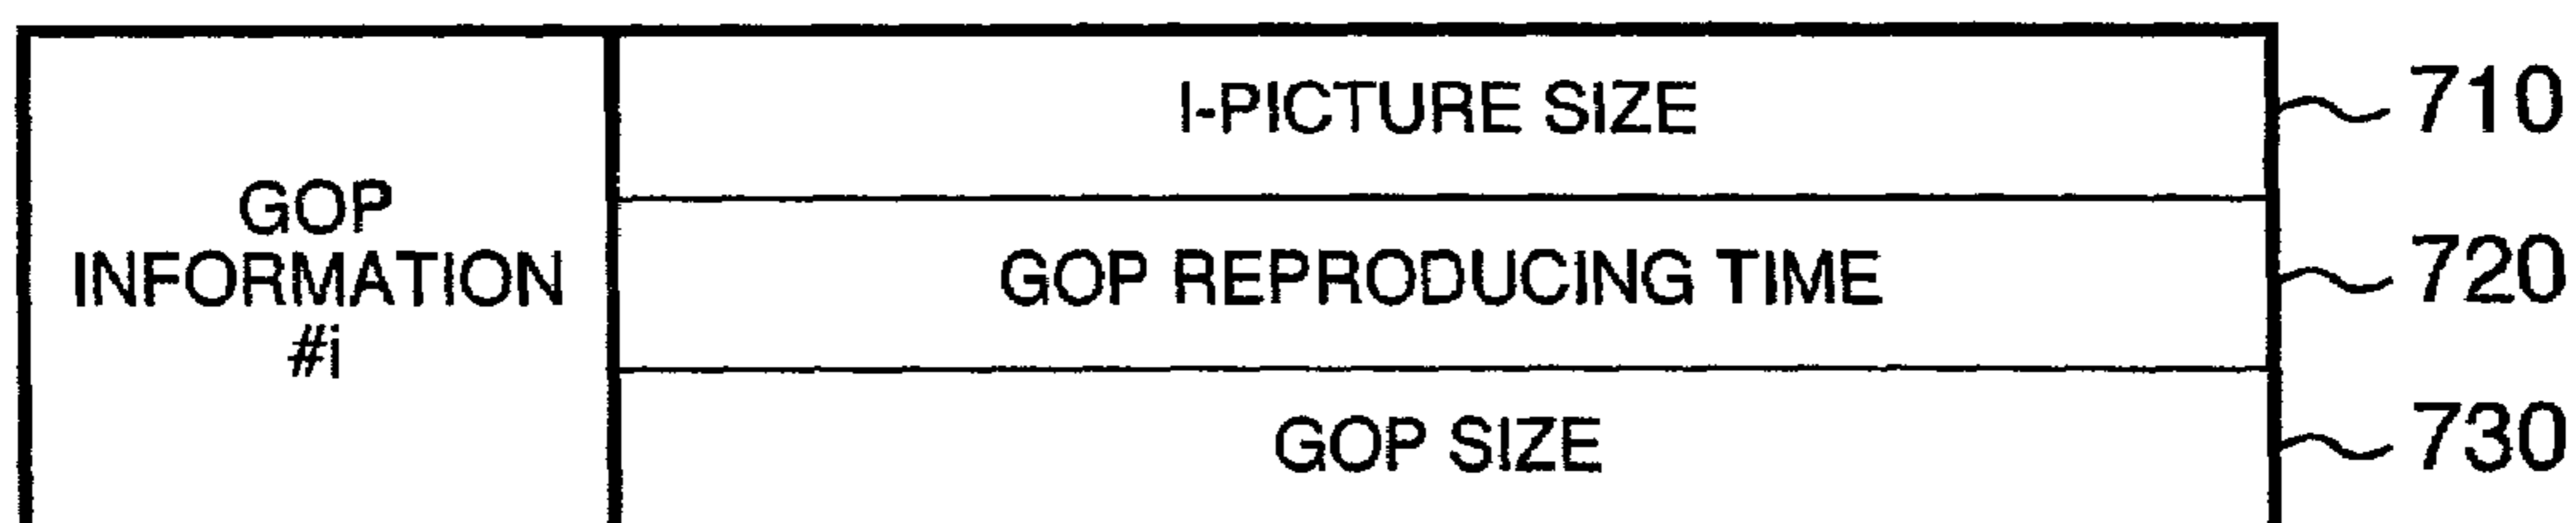 GOP
INFORMATION
#i
I-PICTURE SIZE
710
GOP REPRODUCING TIME
720
GOP SIZE
730